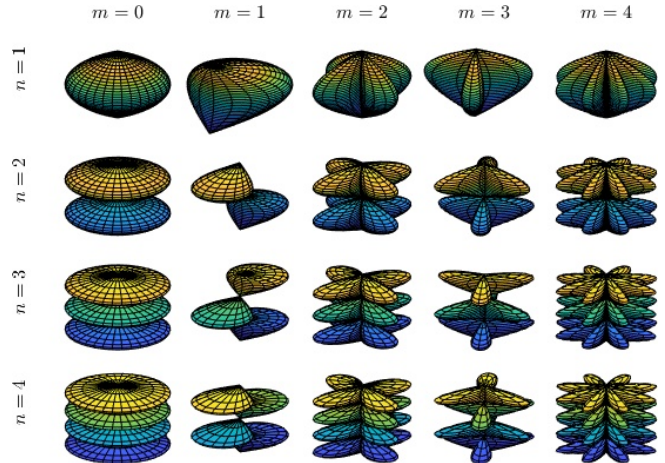 m = 0 m = 1 m = 2 m = 3 m = 4
n = 1
n = 2
n = 3
n = 4